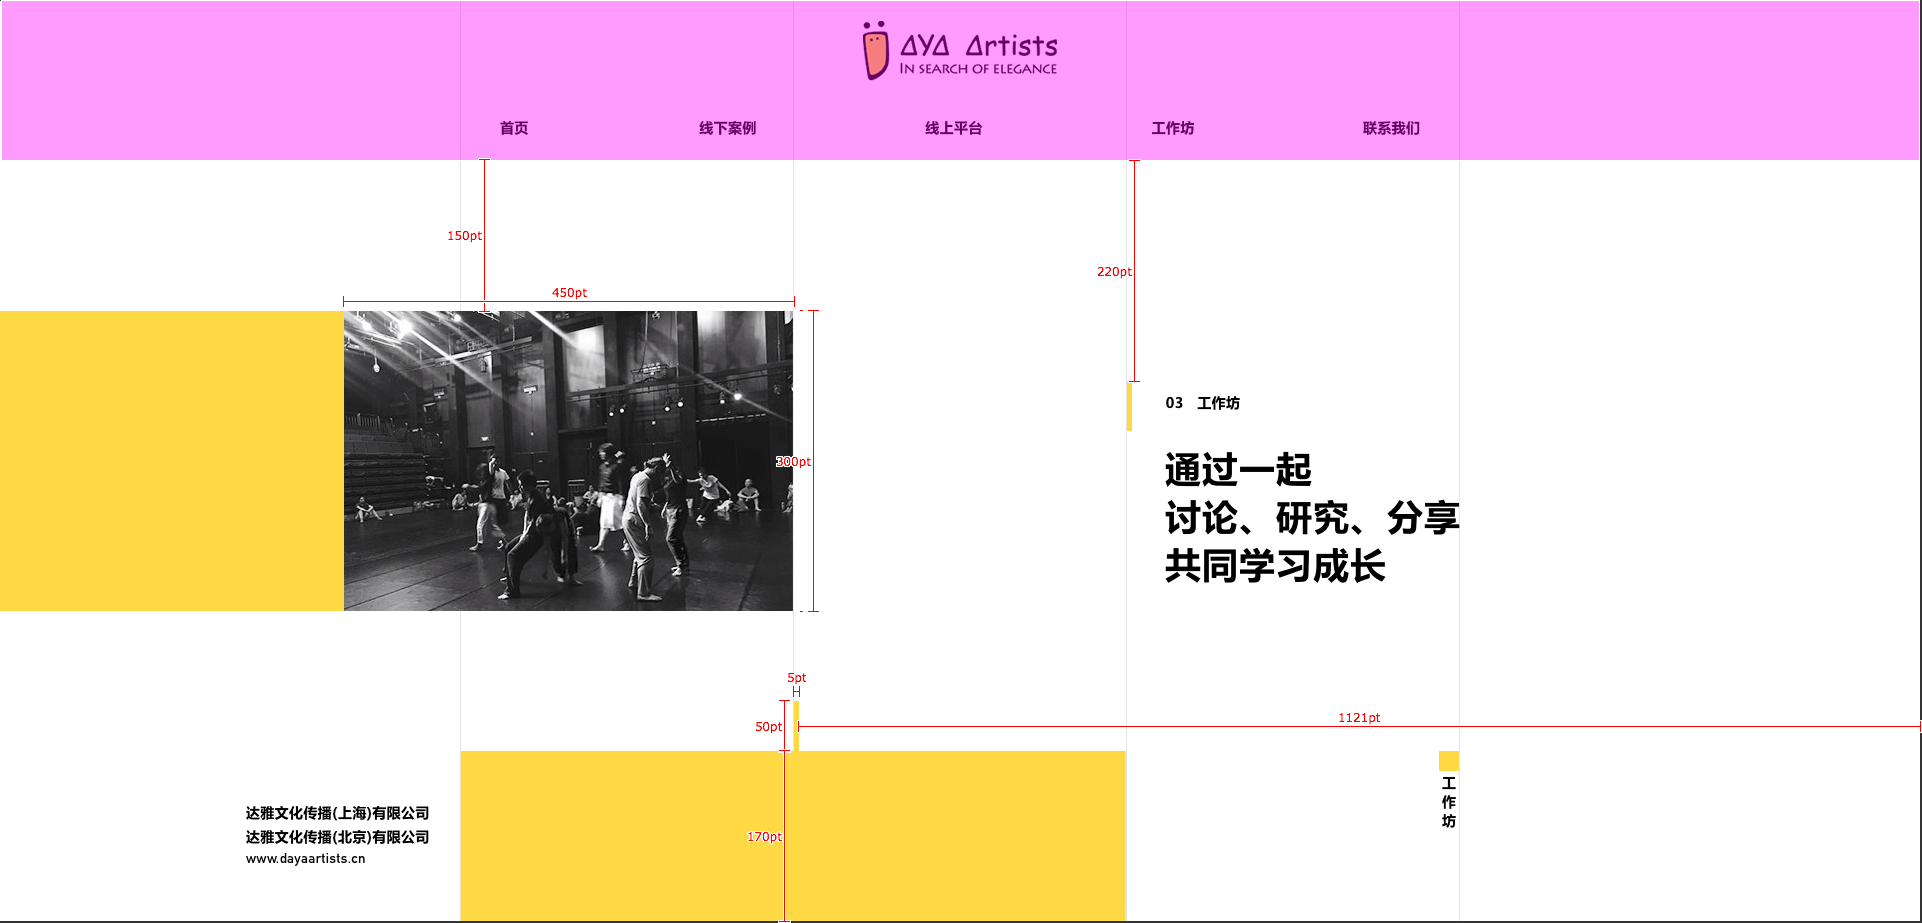 AYA Artists
IN SEARCH OF ELEGANCE
首页
线下案例
线上平台
工作坊
联系我们
150pt
220pt
450pt
300pt
03 工作坊
通过一起
讨论、研究、分享
共同学习成长
5pt
50pt
1121pt
170pt
工
作
坊
达雅文化传播(上海)有限公司
达雅文化传播(北京)有限公司
www.dayaartists.cn